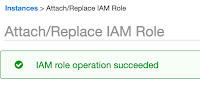 Instances > Attach/Replace IAM Role
Attach/Replace IAM Role
IAM role operation succeeded